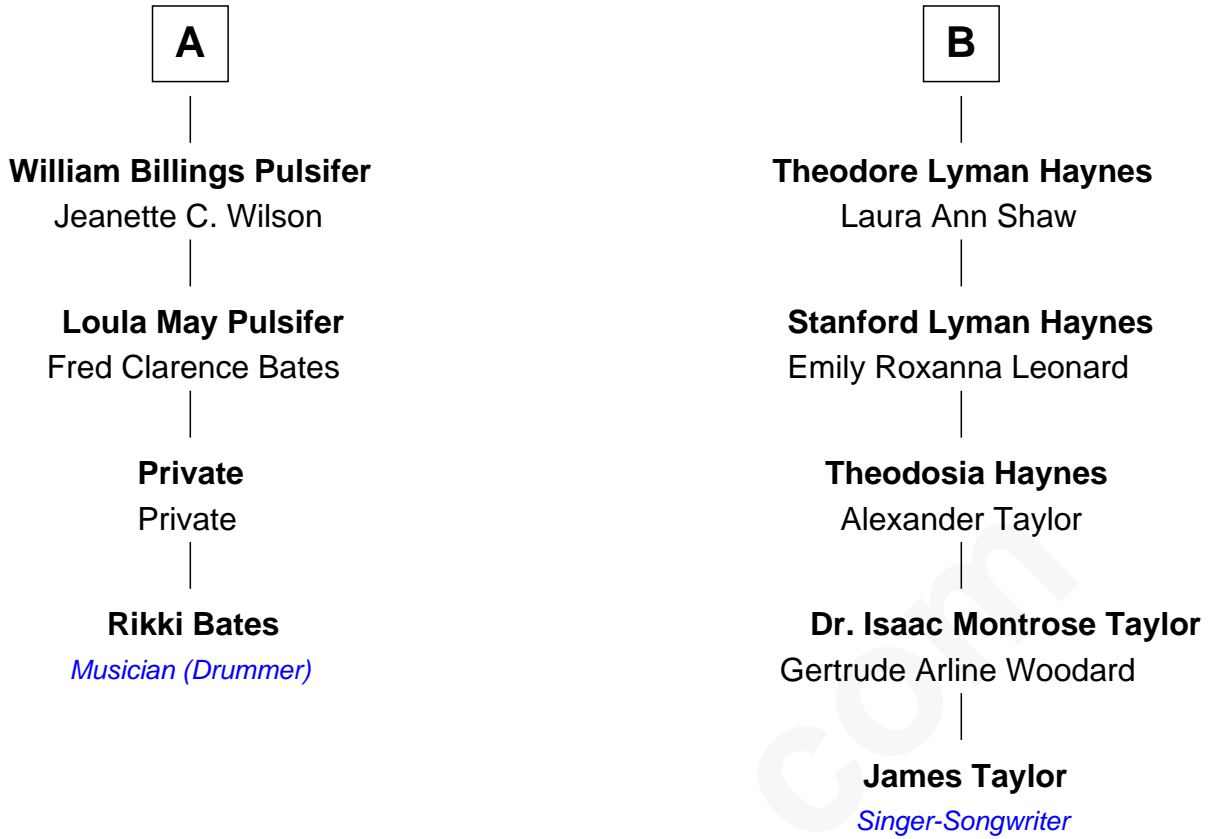 A
William Billings Pulsifer
Jeanette C. Wilson
Loula May Pulsifer
Fred Clarence Bates
Private
Private
Rikki Bates
Musician (Drummer)
B
Theodore Lyman Haynes
Laura Ann Shaw
Stanford Lyman Haynes
Emily Roxanna Leonard
Theodosia Haynes
Alexander Taylor
Dr. Isaac Montrose Taylor
Gertrude Arline Woodard
James Taylor
Singer-Songwriter
com